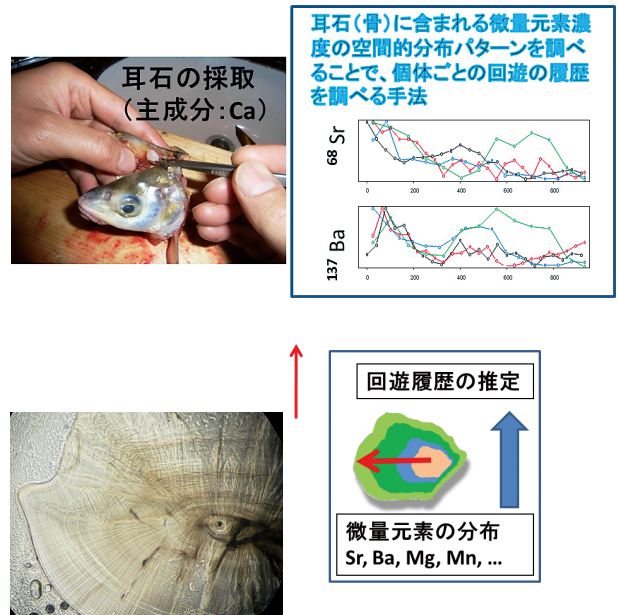 耳石の採取
（主成分：Ca）
耳石（骨）に含まれる微量元素濃
度の空間的分布パターンを調べ
ることで、個体ごとの回遊の履歴
を調べる手法
68 Sr
0 200 400 600 800
137 Ba
0 200 400 600 800
回遊履歴の推定
微量元素の分布
Sr, Ba, Mg, Mn, ...